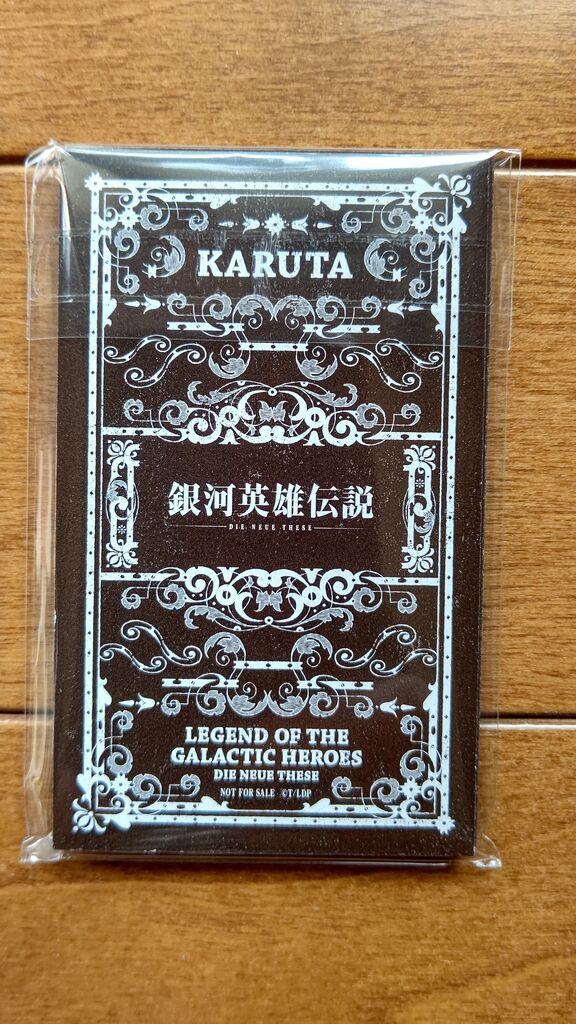 KARUTA
銀河英雄伝説
DIE NEUE THESE
LEGEND OF THE
GALACTIC HEROES
DIE NEUE THESE
NOT FOR SALE ©T/LDP